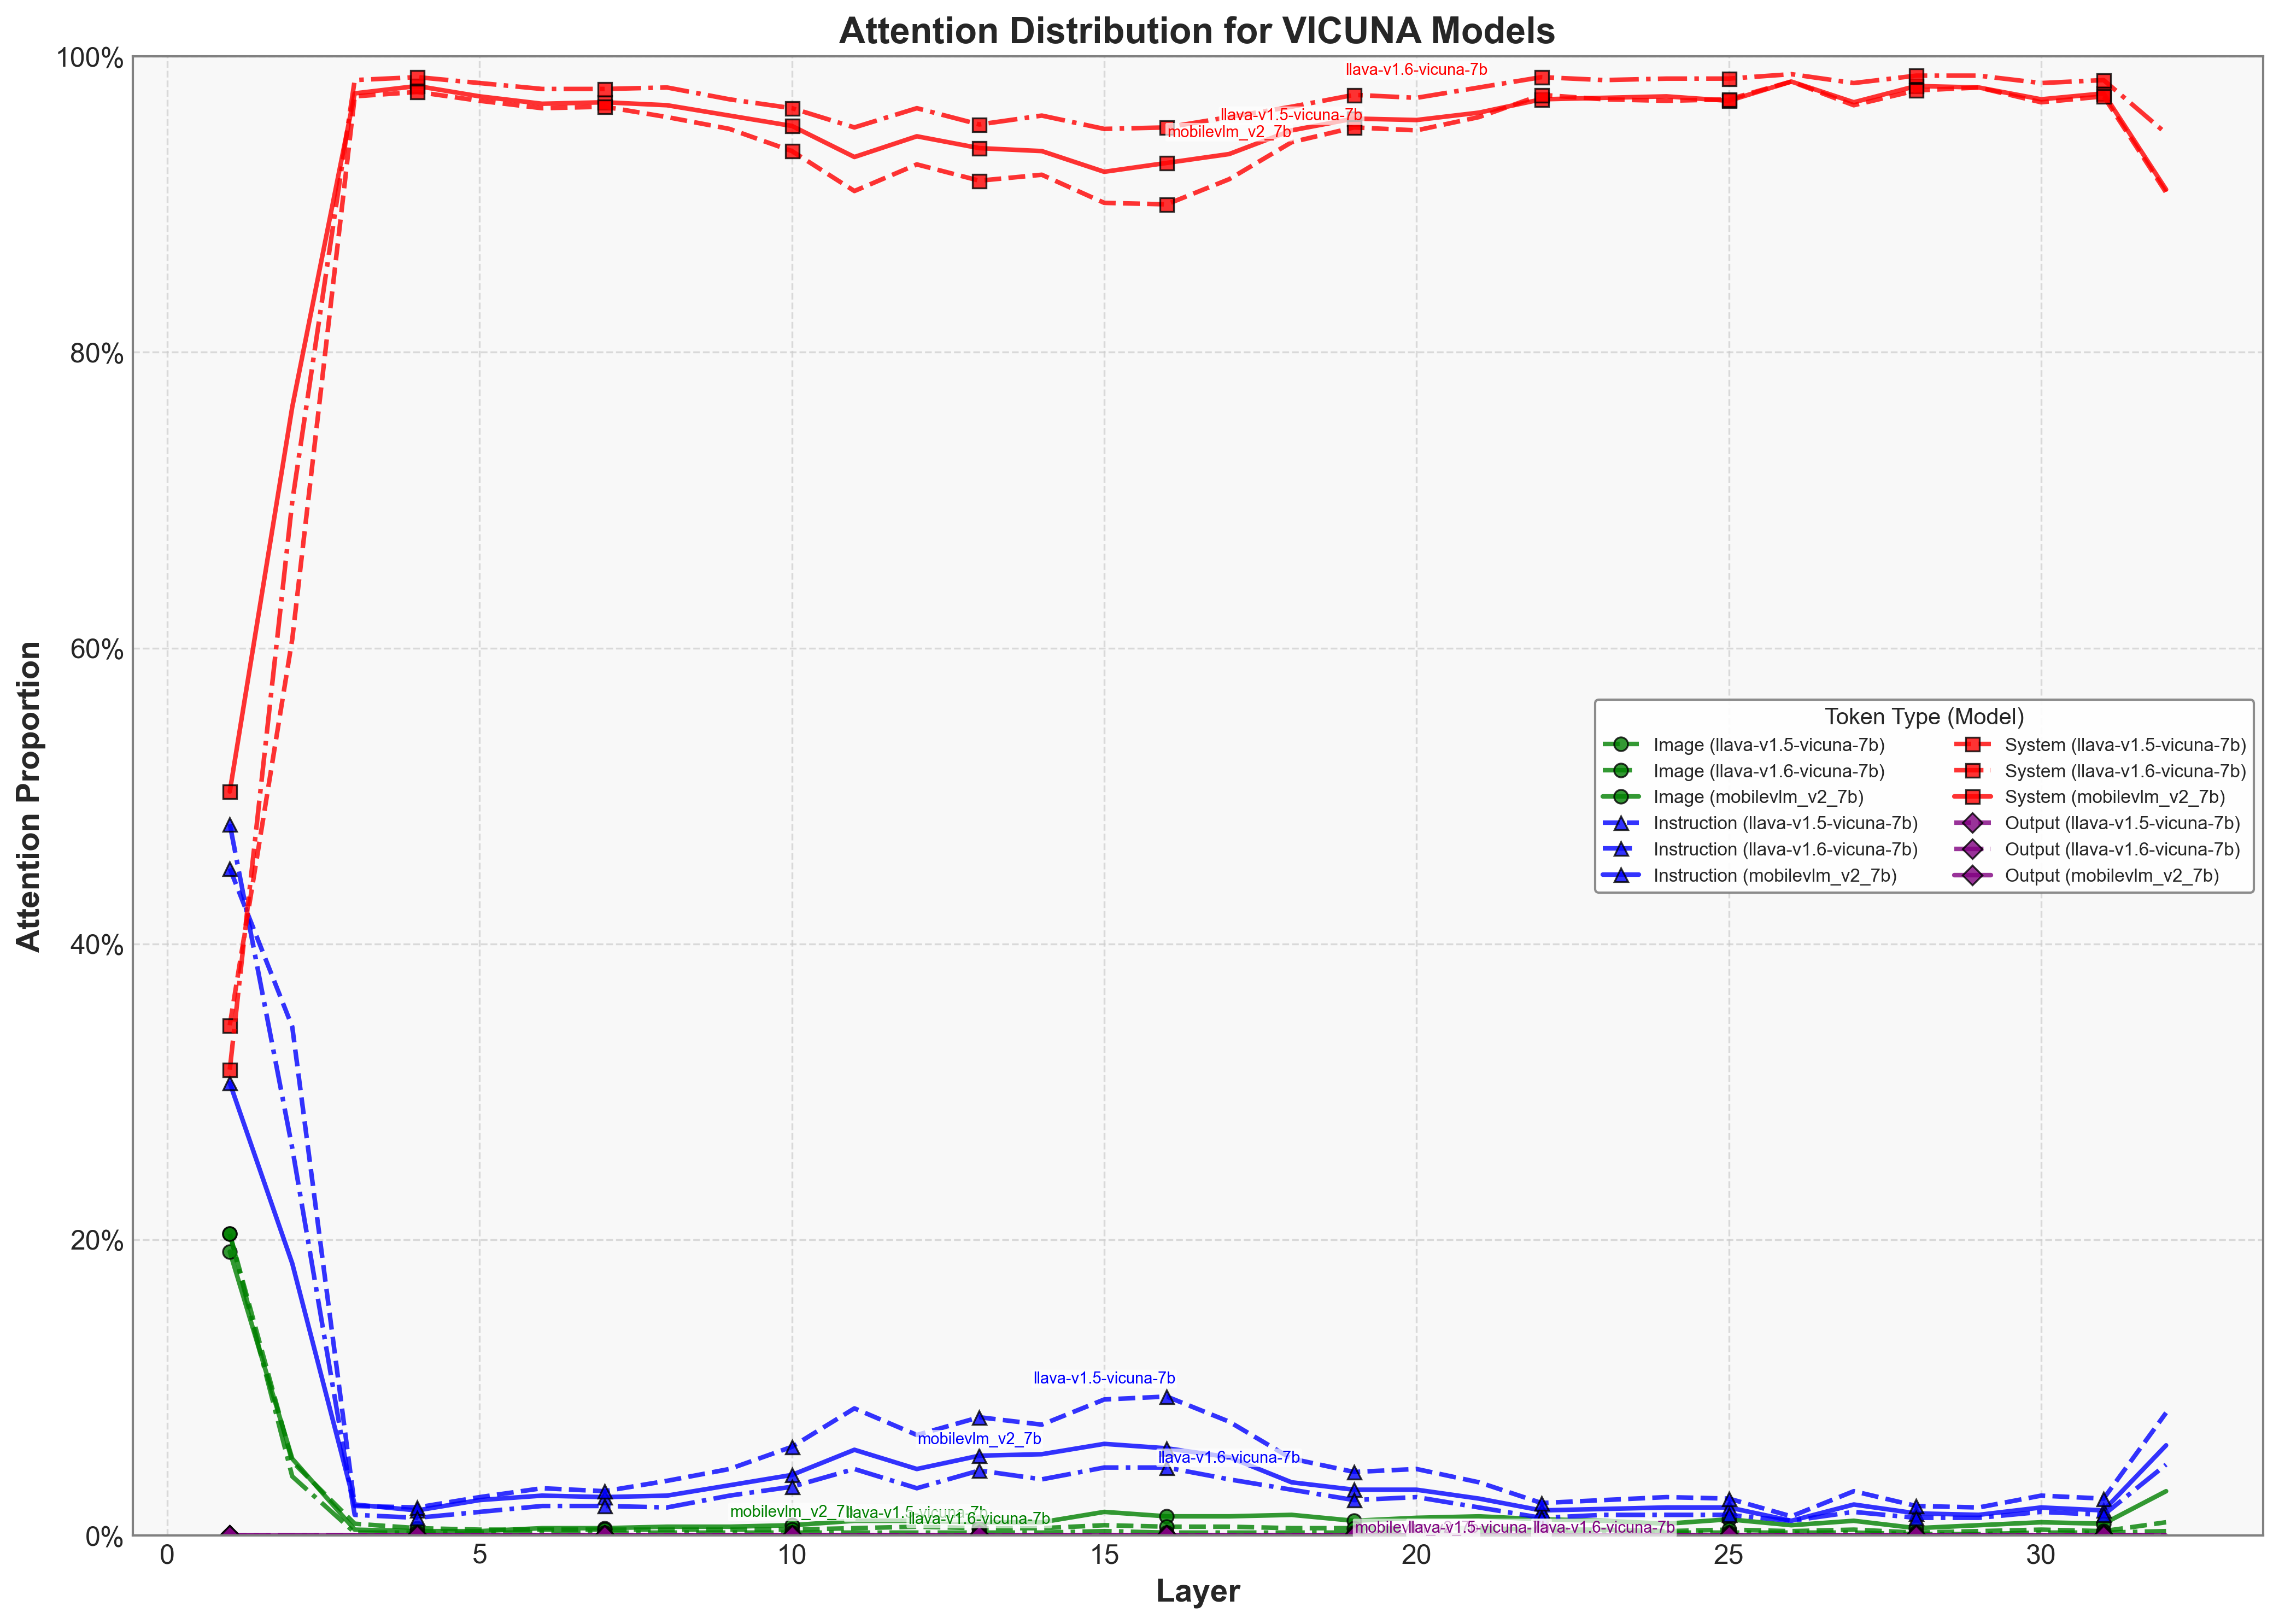 Attention Distribution for VICUNA Models
100%
80%
60%
40%
20%
0%
Attention Proportion
llava-v1.6-vicuna-7b
llava-v1.5-vicuna-7b
mobilevlm_v2_7b
Token Type (Model)
Image (llava-v1.5-vicuna-7b)
Image (llava-v1.6-vicuna-7b)
Image (mobilevlm_v2_7b)
Instruction (llava-v1.5-vicuna-7b)
Instruction (llava-v1.6-vicuna-7b)
Instruction (mobilevlm_v2_7b)
System (llava-v1.5-vicuna-7b)
System (llava-v1.6-vicuna-7b)
System (mobilevlm_v2_7b)
Output (llava-v1.5-vicuna-7b)
Output (llava-v1.6-vicuna-7b)
Output (mobilevlm_v2_7b)
llava-v1.5-vicuna-7b
mobilevlm_v2_7b
llava-v1.6-vicuna-7b
mobilevlm_v2_7 llava-v1.5-vicuna-7b
llava-v1.6-vicuna-7b
mobilev llava-v1.5-vicuna- llava-v1.6-vicuna-7b
0 5 10 15 20 25 30
Layer